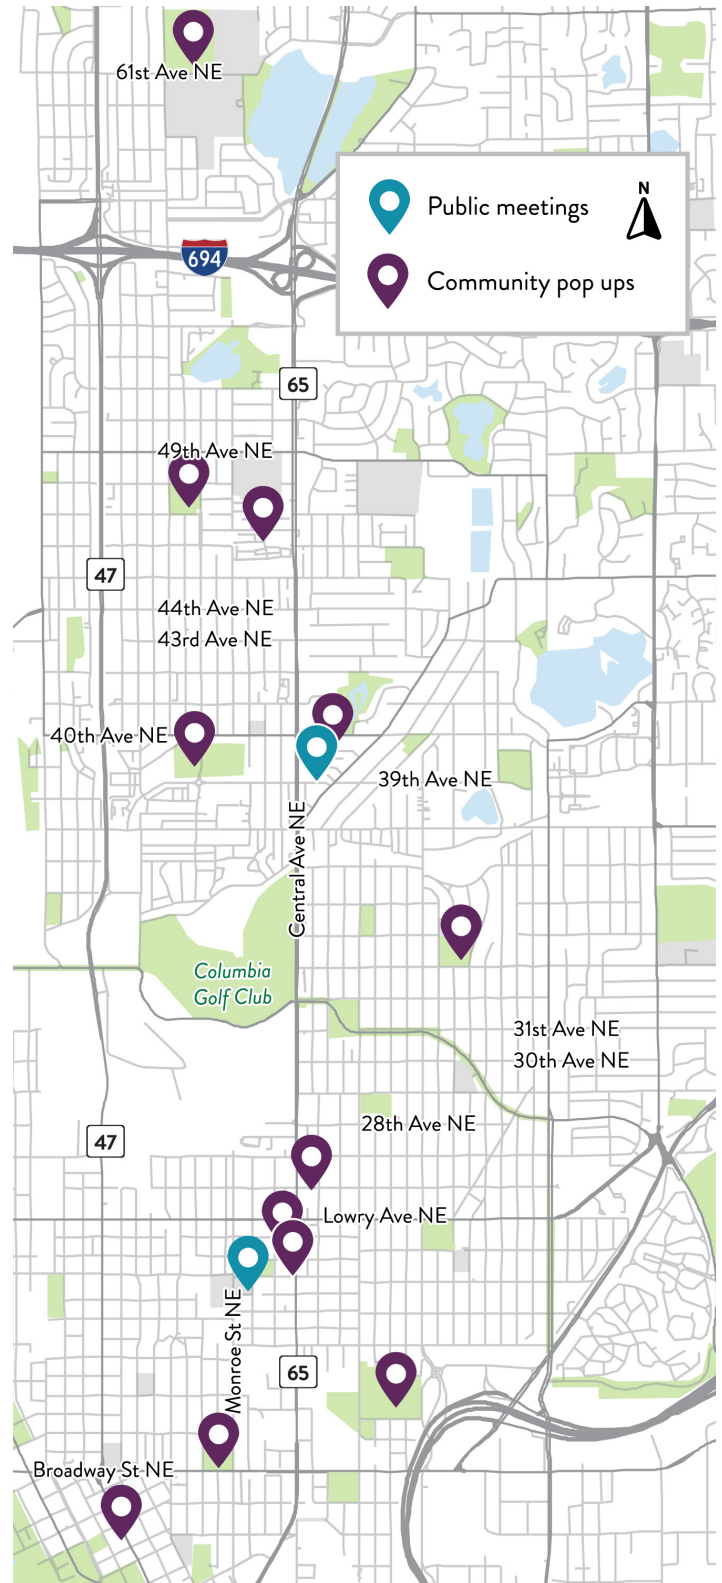 61st Ave NE
Public meetings
N
Community pop ups
694
65
49th Ave NE
47
44th Ave NE
43rd Ave NE
40th Ave NE
39th Ave NE
Central Ave NE
Columbia
Golf Club
31st Ave NE
30th Ave NE
28th Ave NE
47
Lowry Ave NE
Monroe St NE
65
Broadway St NE